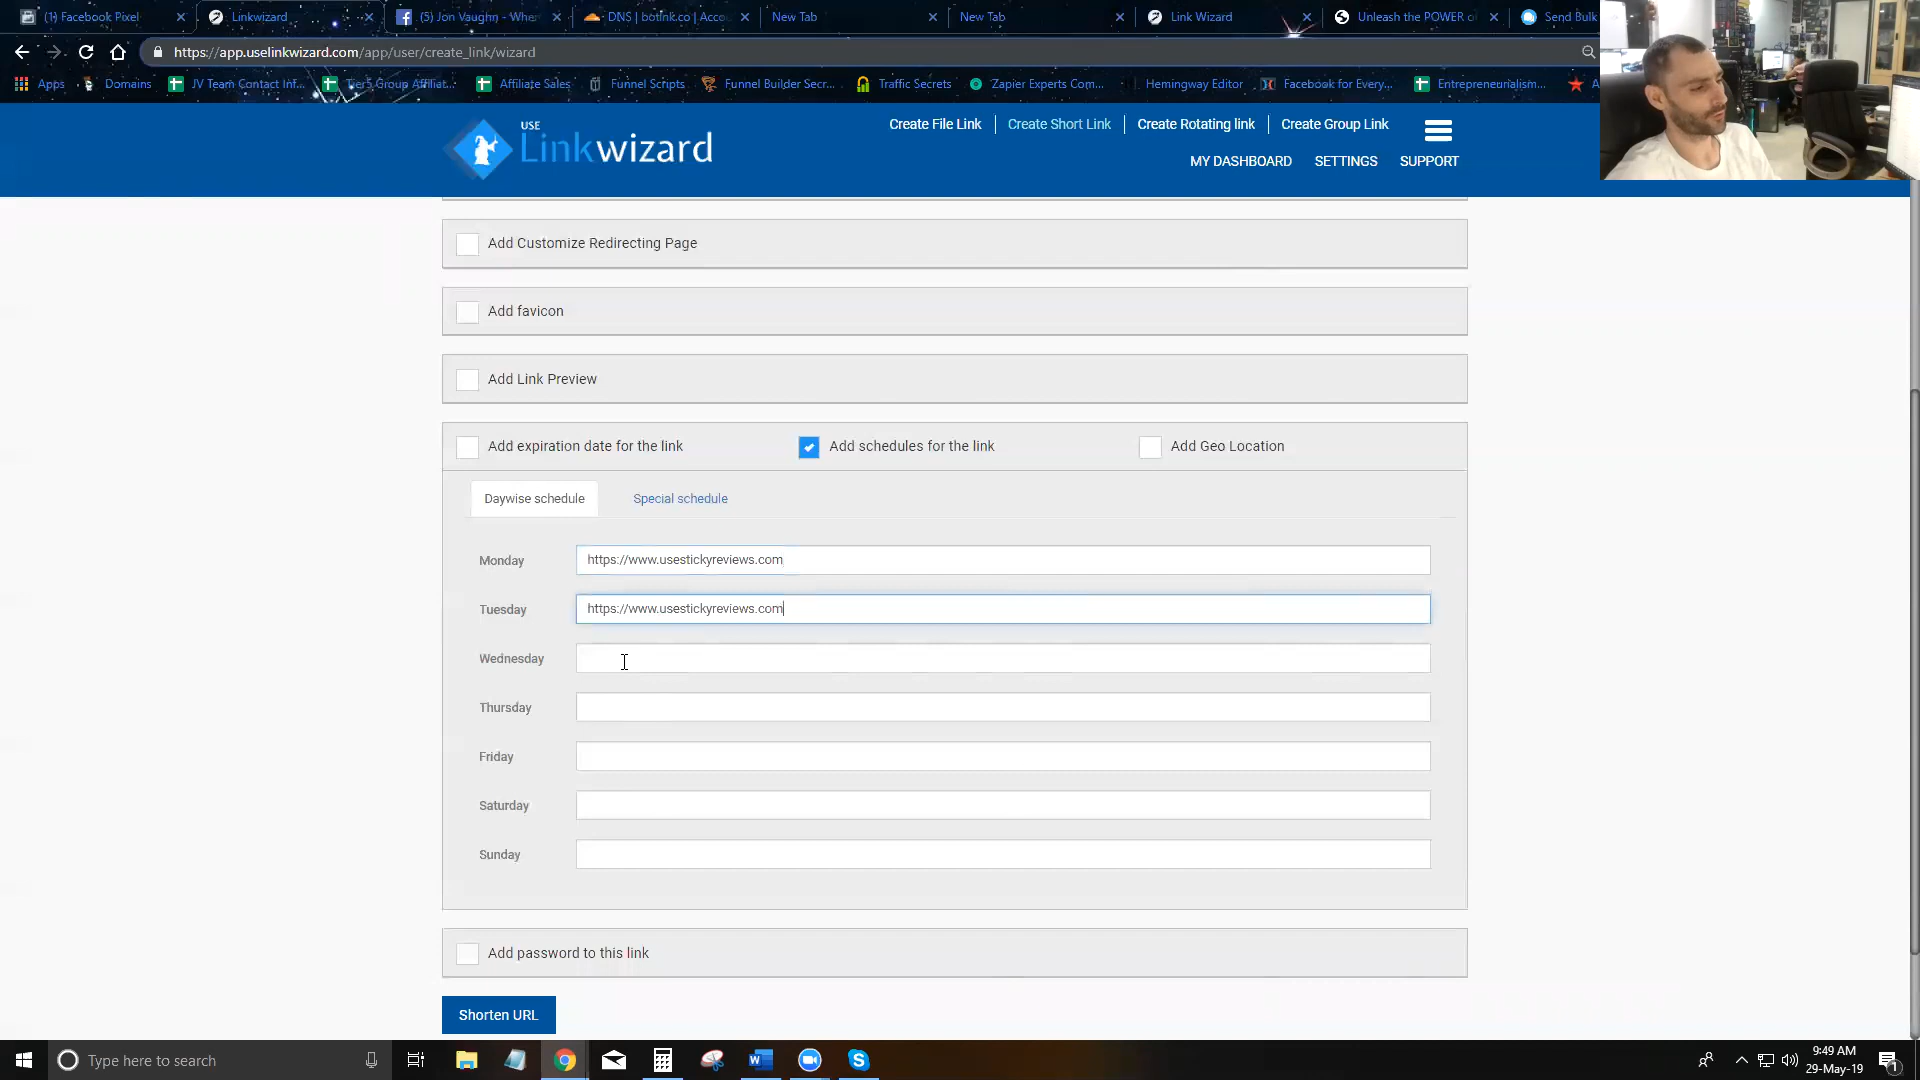 (1) Facebook Pixel
Linkwizard
(5) Jon Vaughn - Whe
DNS | botink.co | Accou
New Tab
New Tab
Link Wizard
Unleash the POWER o
Send Bulk
https://app.uselinkwizard.com/app/user/create_link/wizard
Apps
Domains
JV Team Contact Inf...
Tier5 Group Affiliat...
Affiliate Sales
Funnel Scripts
Funnel Builder Secr...
Traffic Secrets
Zapier Experts Com...
Hemingway Editor
Facebook for Every...
Entrepreneurialism...
USE
Linkwizard
Create File Link
Create Short Link
Create Rotating link
Create Group Link
MY DASHBOARD
SETTINGS
SUPPORT
Add Customize Redirecting Page
Add favicon
Add Link Preview
Add expiration date for the link
Add schedules for the link
Add Geo Location
Daywise schedule
Special schedule
Monday
https://www.usestickyreviews.com
Tuesday
https://www.usestickyreviews.com
Wednesday
Thursday
Friday
Saturday
Sunday
Add password to this link
Shorten URL
Type here to search
9:49 AM
29-May-19
1